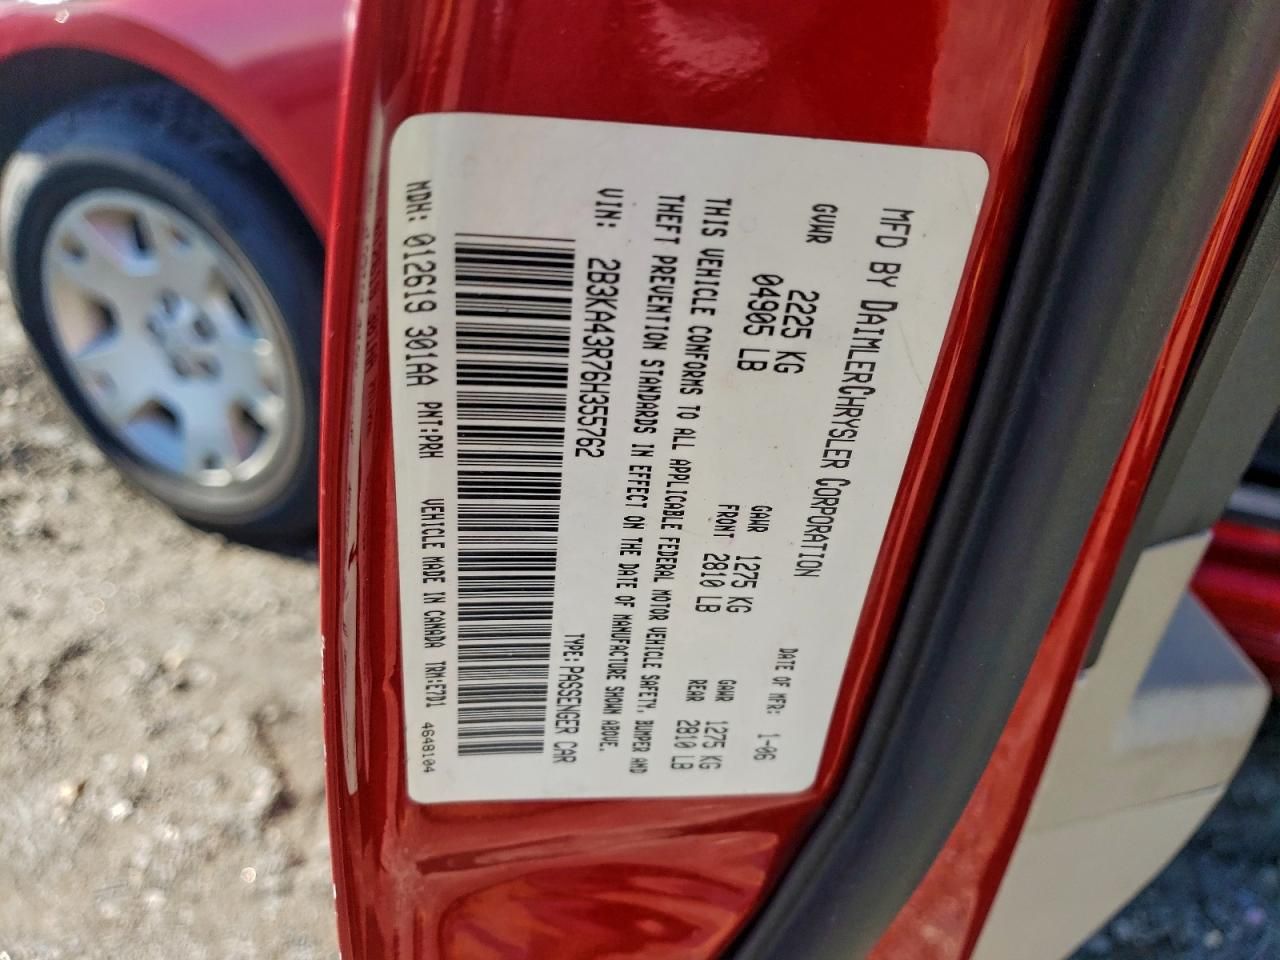 MFD BY DAIMLERCHRYSLER CORPORATION
DATE OF MFR: 1-06
GVWR 2225 KG
04905 LB
GAWR FRONT 1275 KG
2810 LB
GAWR REAR 1275 KG
2810 LB
THIS VEHICLE CONFORMS TO ALL APPLICABLE FEDERAL MOTOR VEHICLE SAFETY, BUMPER AND
THEFT PREVENTION STANDARDS IN EFFECT ON THE DATE OF MANUFACTURE SHOWN ABOVE.
VIN: 2B3KA43R76H355762 TYPE: PASSENGER CAR
MDH: 012619 301AA PNT:PRH VEHICLE MADE IN CANADA TRM:E7D1 4648104